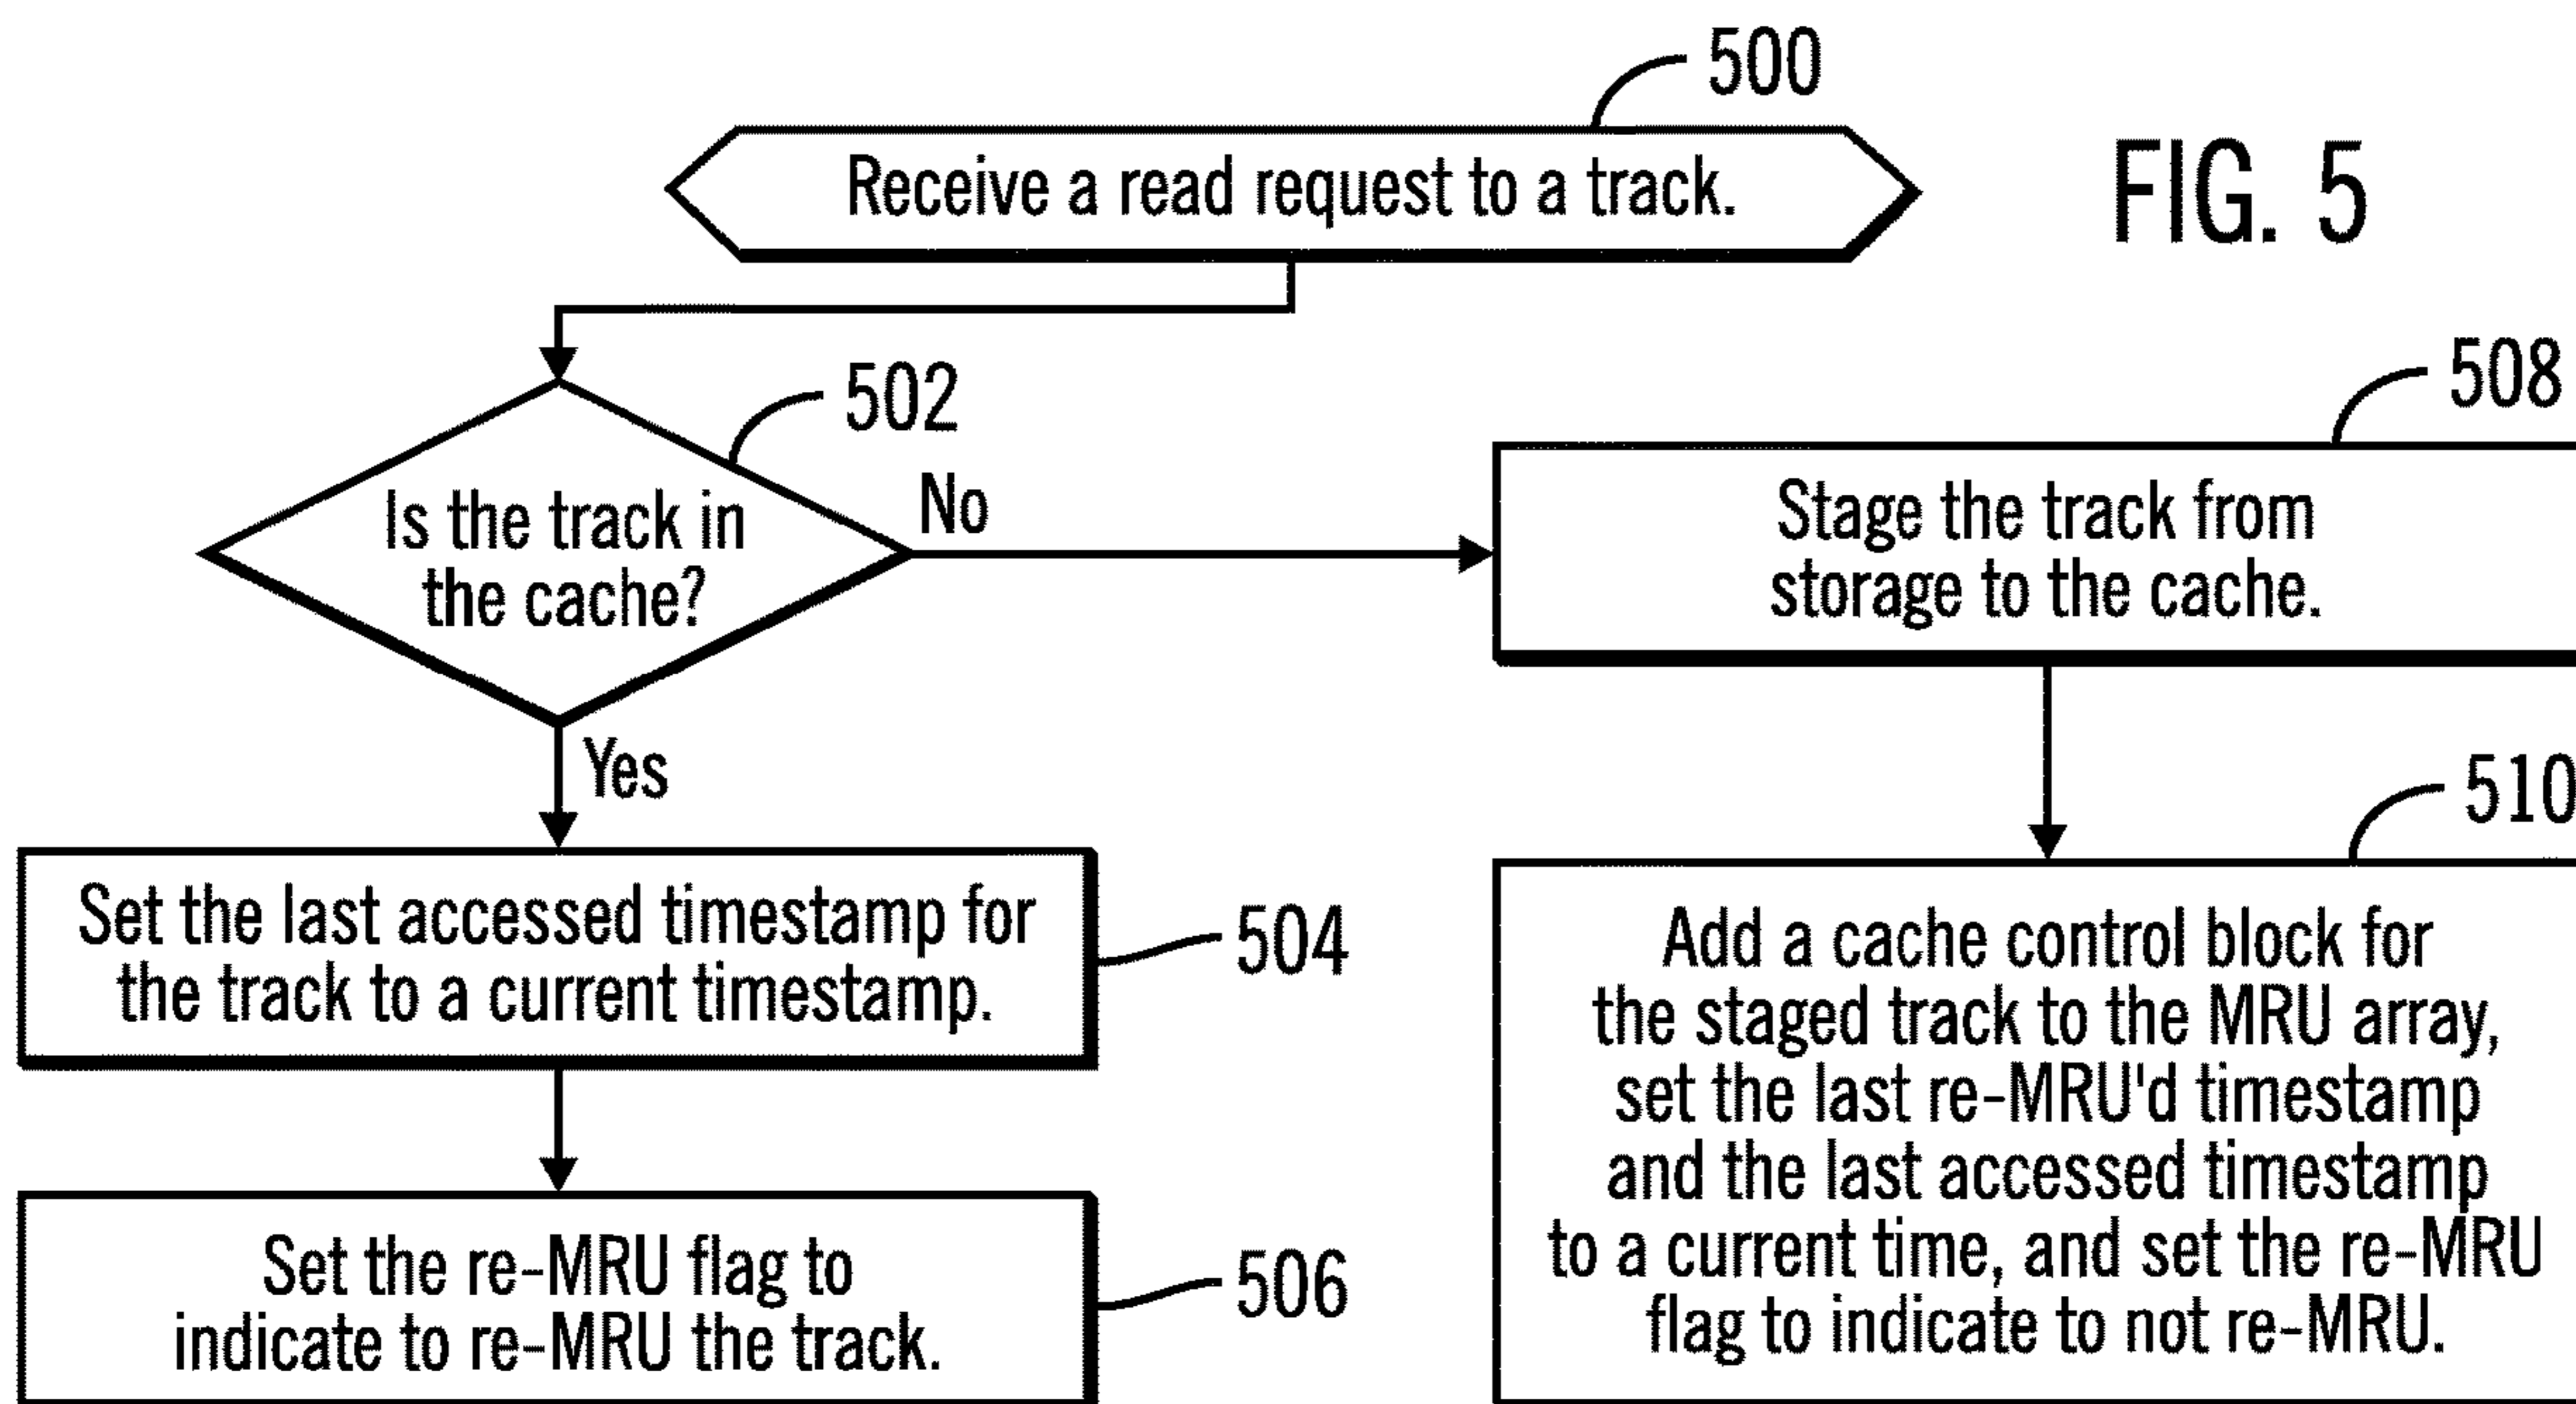 500
Receive a read request to a track.
FIG. 5
502
Is the track in
the cache?
No
Yes
508
Stage the track from
storage to the cache.
504
Set the last accessed timestamp for
the track to a current timestamp.
506
Set the re-MRU flag to
indicate to re-MRU the track.
510
Add a cache control block for
the staged track to the MRU array,
set the last re-MRU'd timestamp
and the last accessed timestamp
to a current time, and set the re-MRU
flag to indicate to not re-MRU.